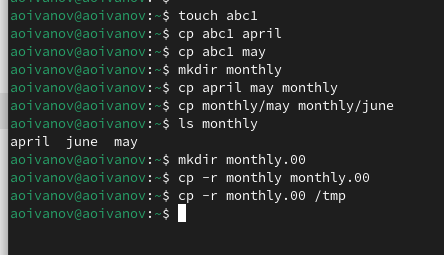 aoivanov@aoivanov:~$ touch abc1
aoivanov@aoivanov:~$ cp abc1 april
aoivanov@aoivanov:~$ cp abc1 may
aoivanov@aoivanov:~$ mkdir monthly
aoivanov@aoivanov:~$ cp april may monthly
aoivanov@aoivanov:~$ cp monthly/may monthly/june
aoivanov@aoivanov:~$ ls monthly
april  june  may
aoivanov@aoivanov:~$ mkdir monthly.00
aoivanov@aoivanov:~$ cp -r monthly monthly.00
aoivanov@aoivanov:~$ cp -r monthly.00 /tmp
aoivanov@aoivanov:~$